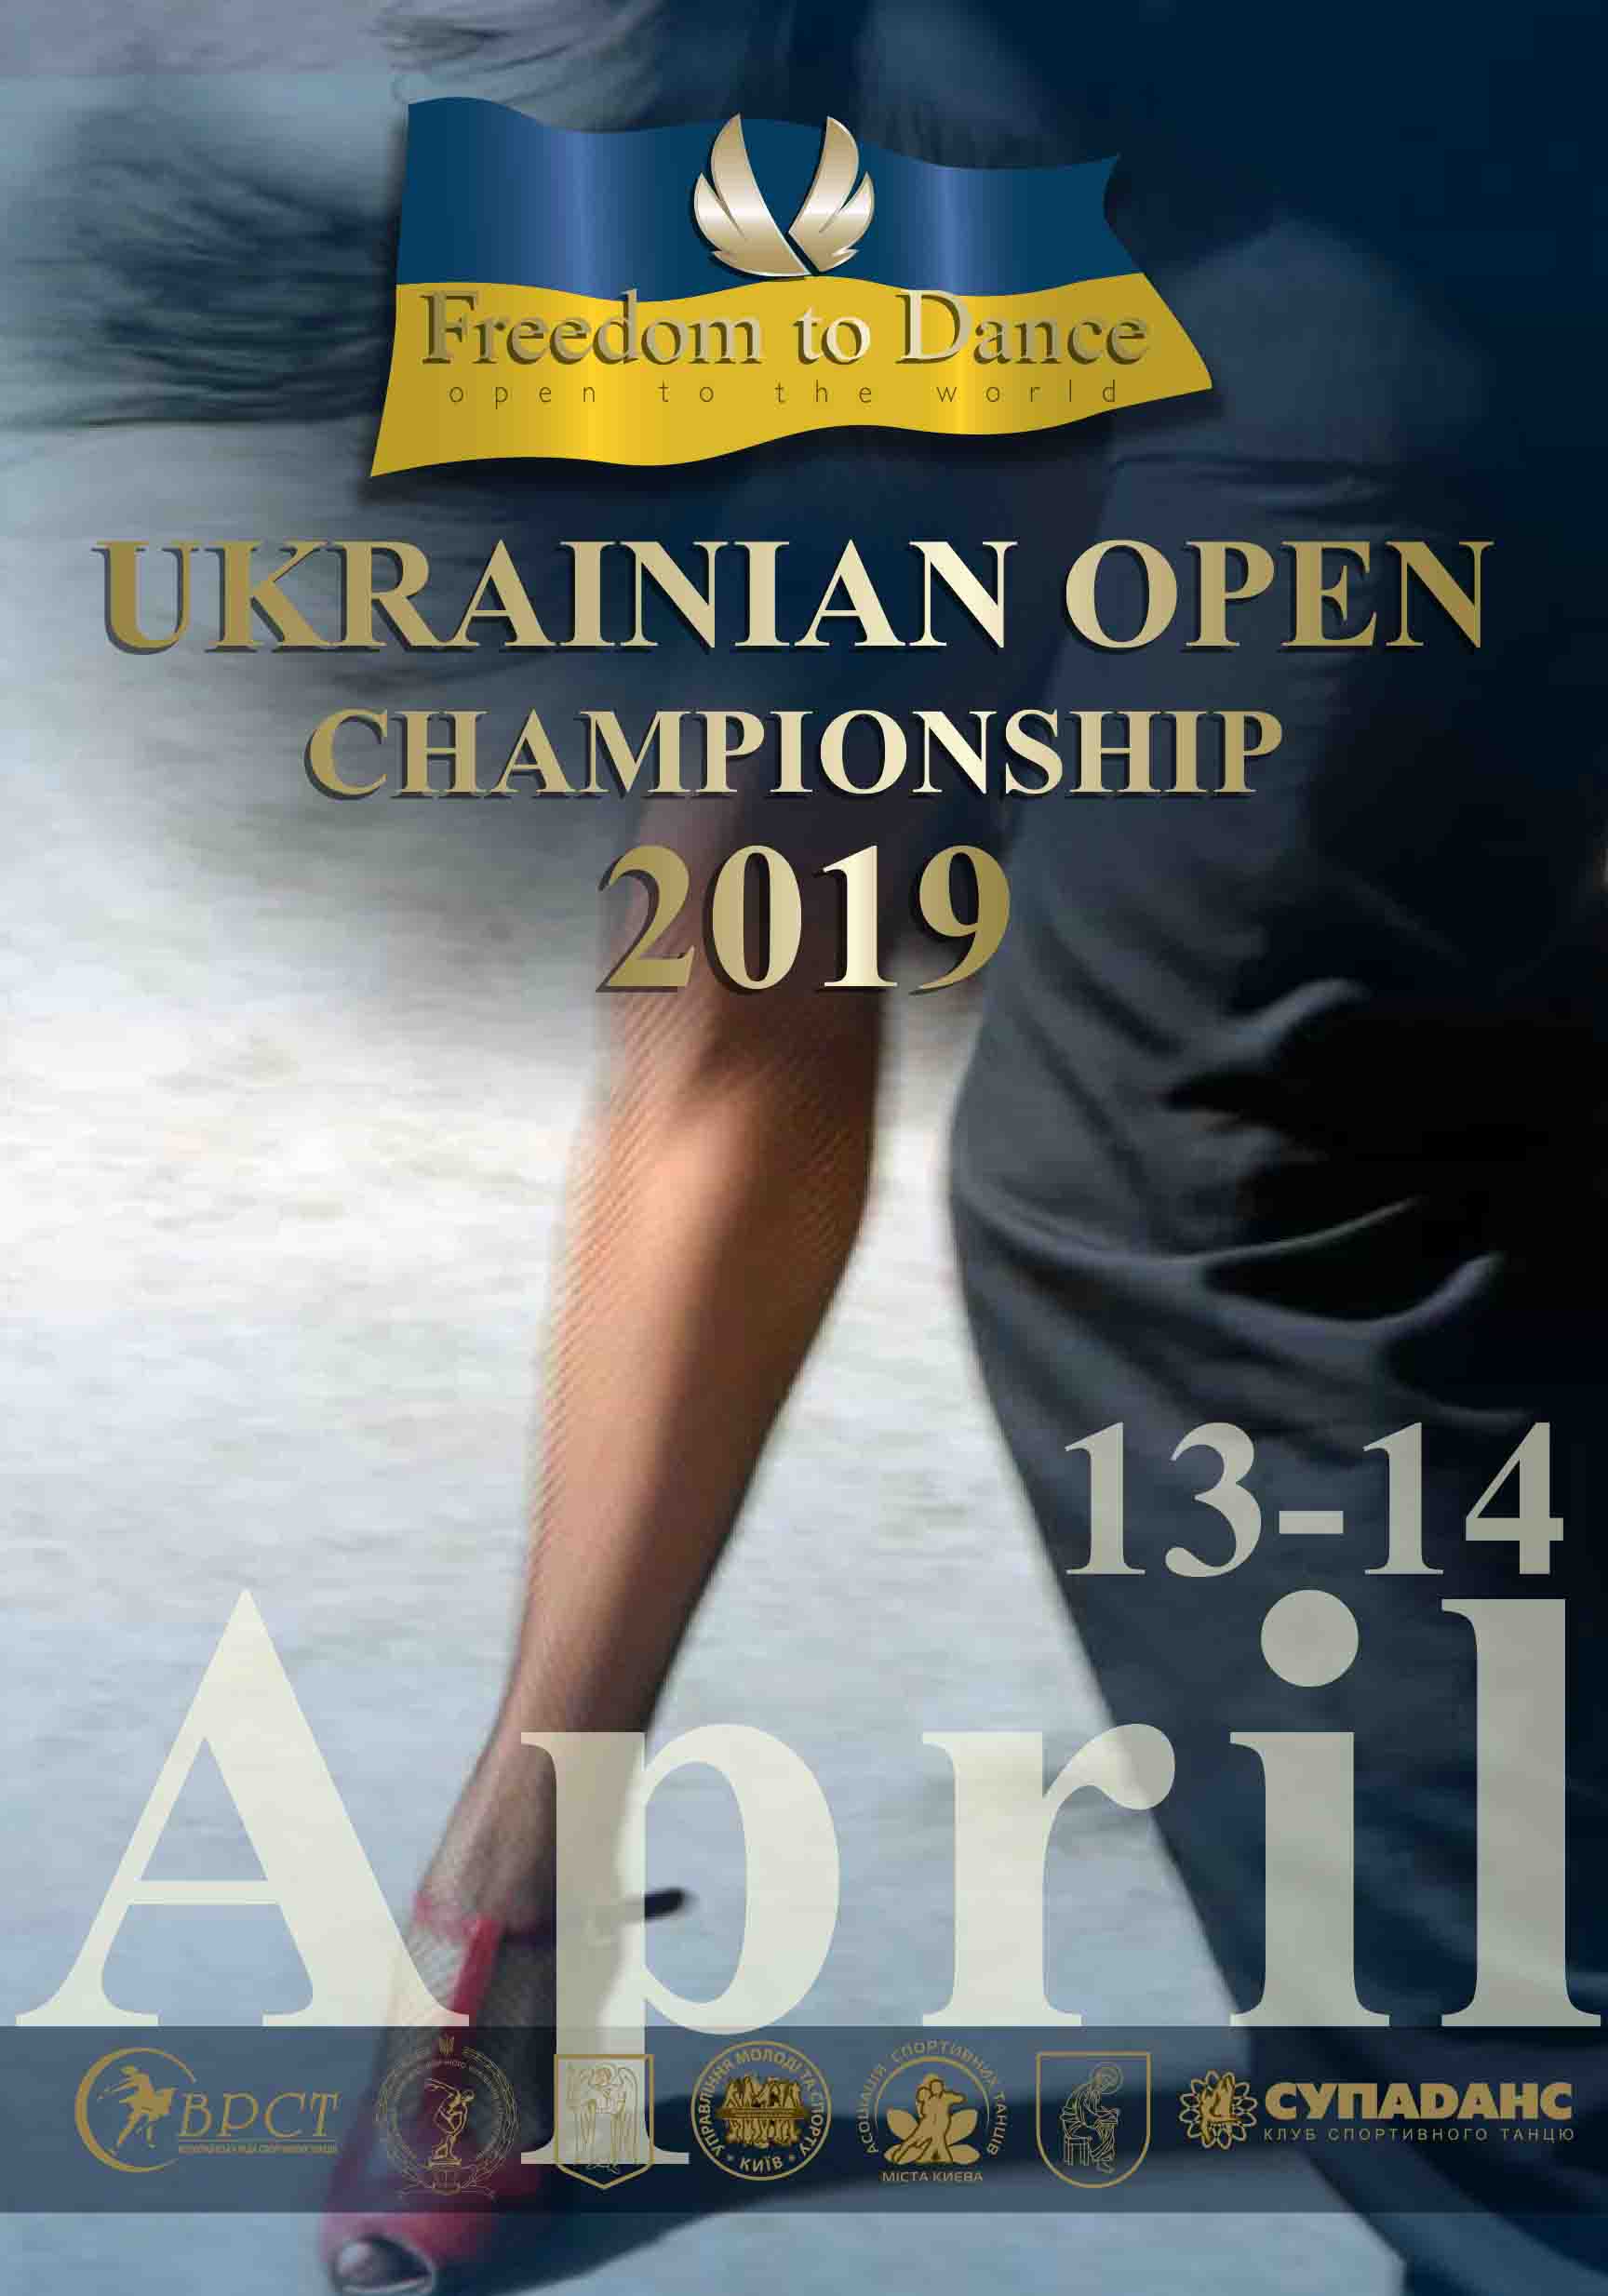 Freedom to Dance
open to the world
UKRAINIAN OPEN
CHAMPIONSHIP
2019
13-14
April
ВРСТ
УПРАВЛІННЯ МОЛОДІ ТА СПОРТУ
КИЇВ
АСОЦІАЦІЯ СПОРТИВНИХ ТАНЦІВ
МІСТА КИЄВА
СУПАДАНС
КЛУБ СПОРТИВНОГО ТАНЦЮ